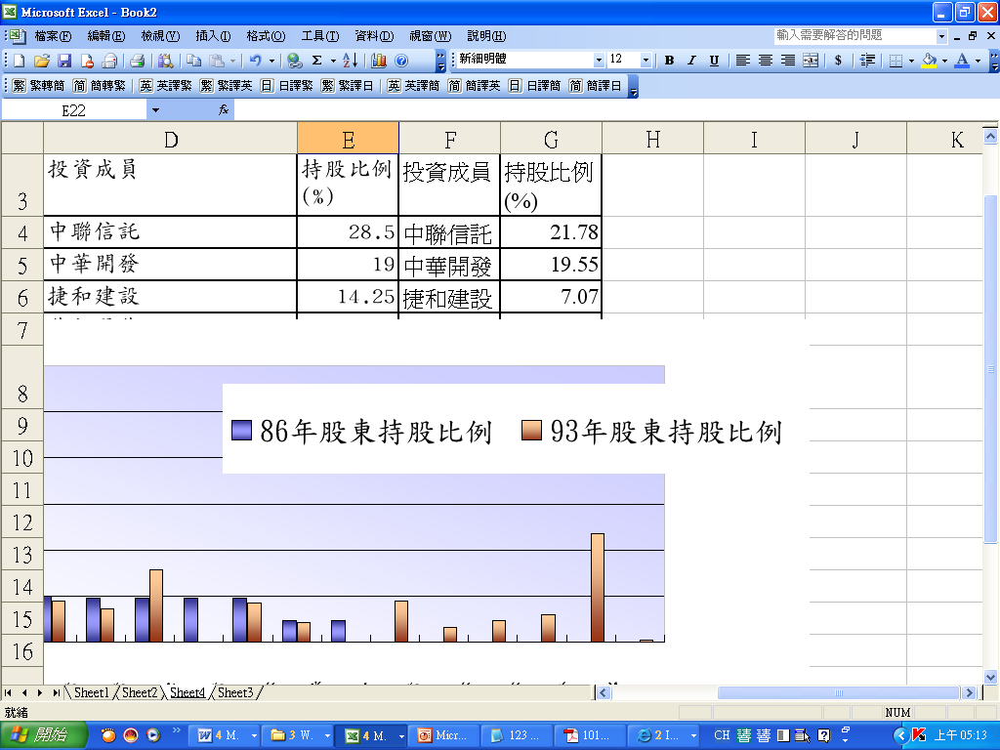 Microsoft Excel - Book2
檔案(F) 編輯(E) 檢視(V) 插入(I) 格式(O) 工具(T) 資料(D) 視窗(W) 說明(H) 輸入需要解答的問題
新細明體 12 B I U $
繁 繁轉簡 簡 簡轉繁 英 英譯繁 繁 繁譯英 日 日譯繁 繁 繁譯日 英 英譯簡 简 簡譯英 日 日譯簡 简 簡譯日
E22 fx
D E F G H I J K
3 投資成員 持股比例(%) 投資成員 持股比例(%)
4 中聯信託 28.5 中聯信託 21.78
5 中華開發 19 中華開發 19.55
6 捷和建設 14.25 捷和建設 7.07
7
8
86年股東持股比例 93年股東持股比例
9
10
11
12
13
14
15
16
Sheet1 Sheet2 Sheet4 Sheet3
就緒 NUM
開始 4 M. 3 W. 4 M. Micr... 123 ... 101... 2 I... CH 上午 05:13